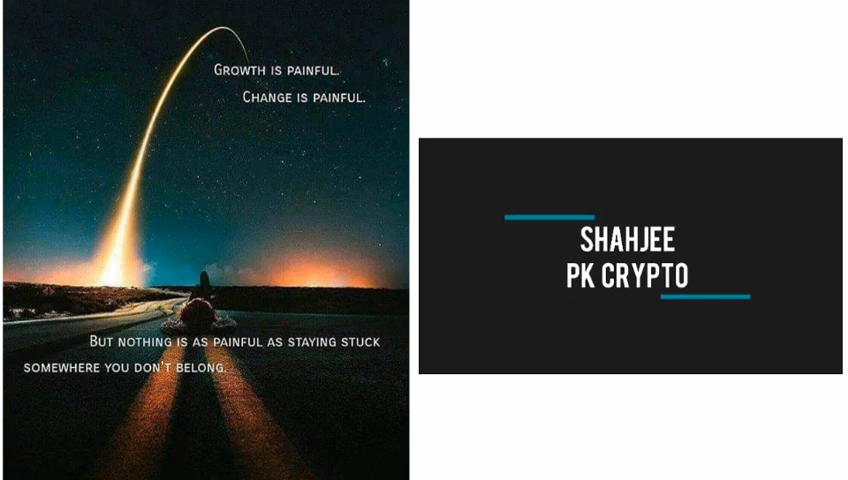 Growth is painful.
Change is painful.
But nothing is as painful as staying stuck
somewhere you don't belong.
SHAHJEE
PK CRYPTO